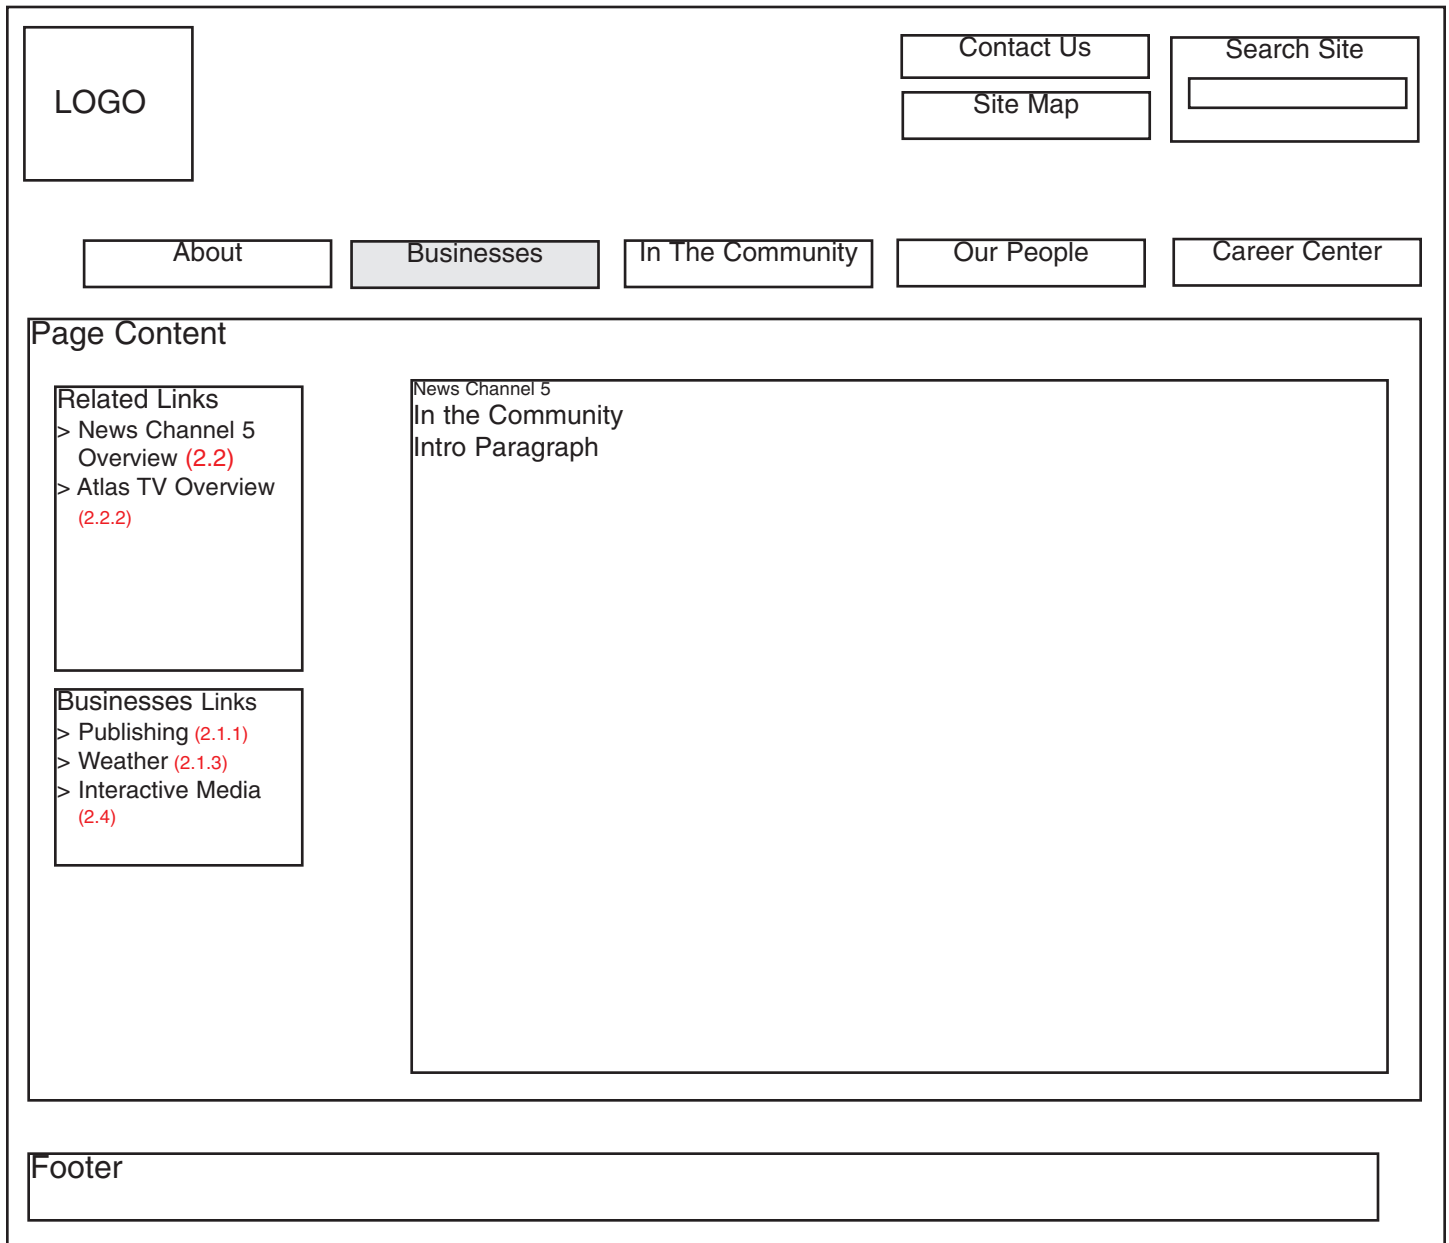 LOGO
Contact Us
Site Map
Search Site
About
Businesses
In The Community
Our People
Career Center
Page Content
Related Links
> News Channel 5
Overview (2.2)
> Atlas TV Overview
(2.2.2)
Businesses Links
> Publishing (2.1.1)
> Weather (2.1.3)
> Interactive Media
(2.4)
News Channel 5
In the Community
Intro Paragraph
Footer